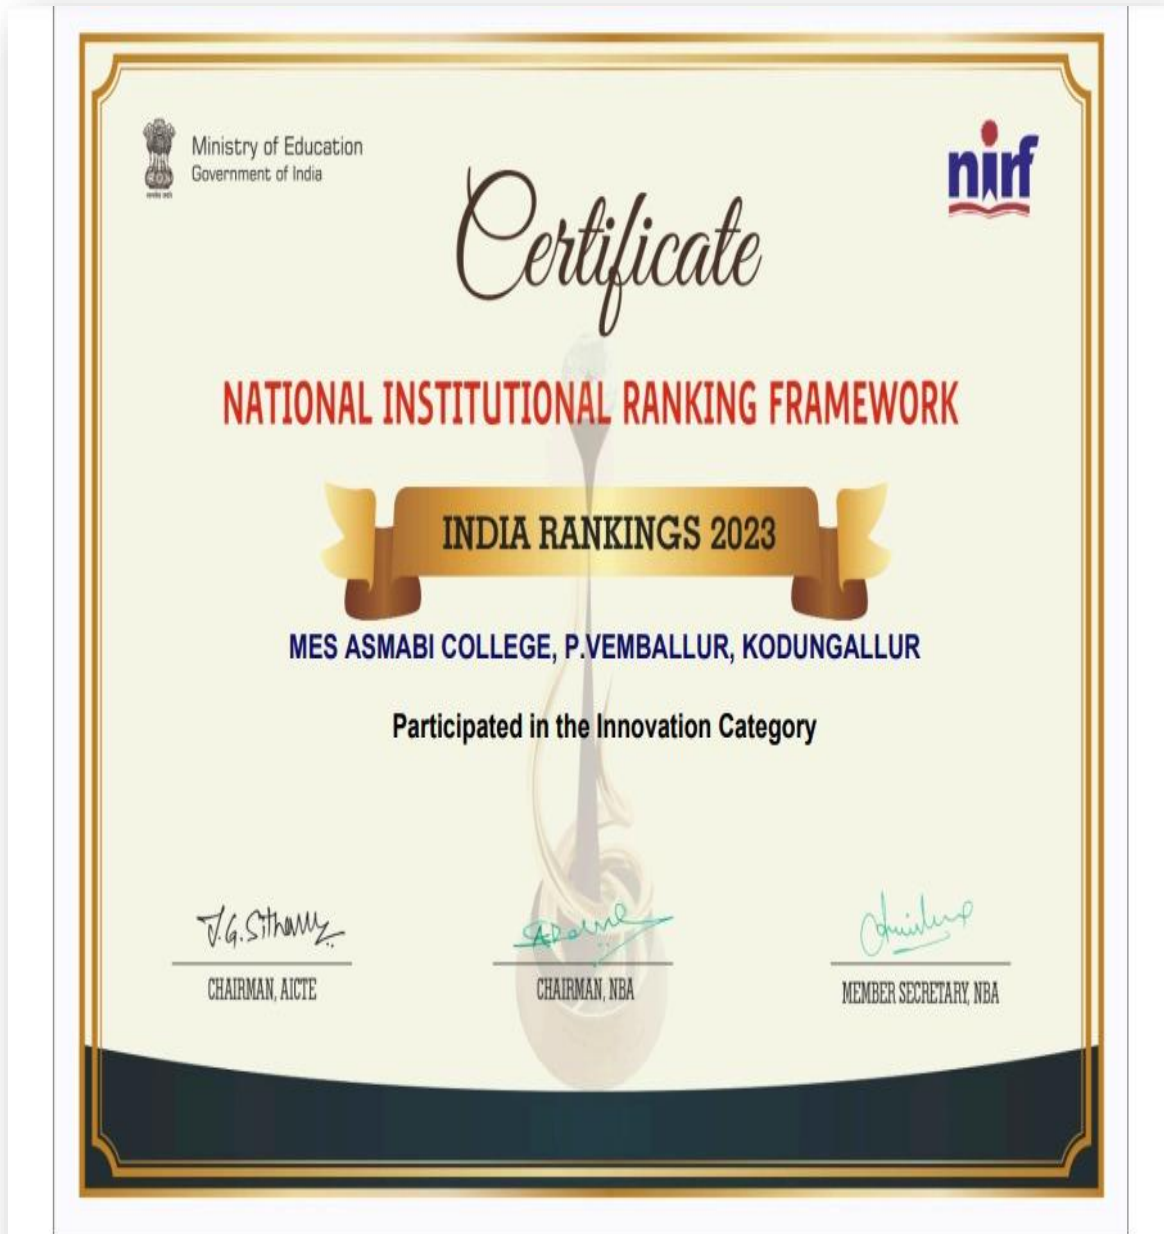 Ministry of Education
Government of India
nirf
Certificate
NATIONAL INSTITUTIONAL RANKING FRAMEWORK
INDIA RANKINGS 2023
MES ASMABI COLLEGE, P.VEMBALLUR, KODUNGALLUR
Participated in the Innovation Category
CHAIRMAN, AICTE
CHAIRMAN, NBA
MEMBER SECRETARY, NBA